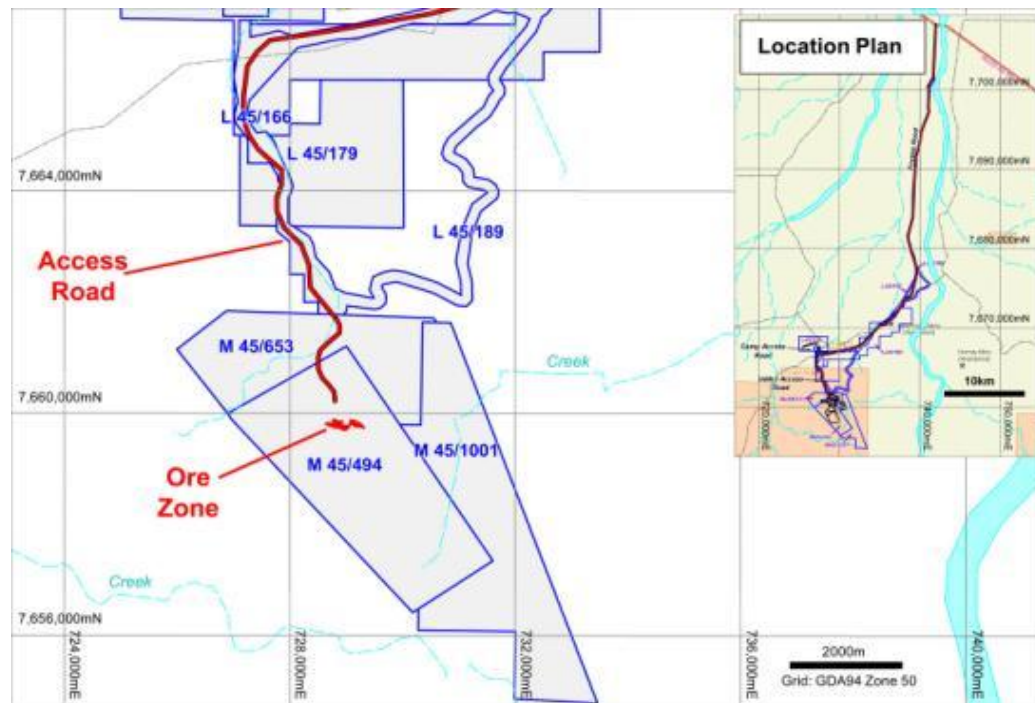 Location Plan
7,700,000mN
7,690,000mN
7,680,000mN
7,670,000mN
10km
L 45/166
L 45/179
7,664,000mN
L 45/189
Access
Road
M 45/653
Creek
7,660,000mN
M 45/1001
M 45/494
Ore
Zone
Creek
7,656,000mN
724,000mE
728,000mE
732,000mE
736,000mE
740,000mE
2000m
Grid: GDA94 Zone 50